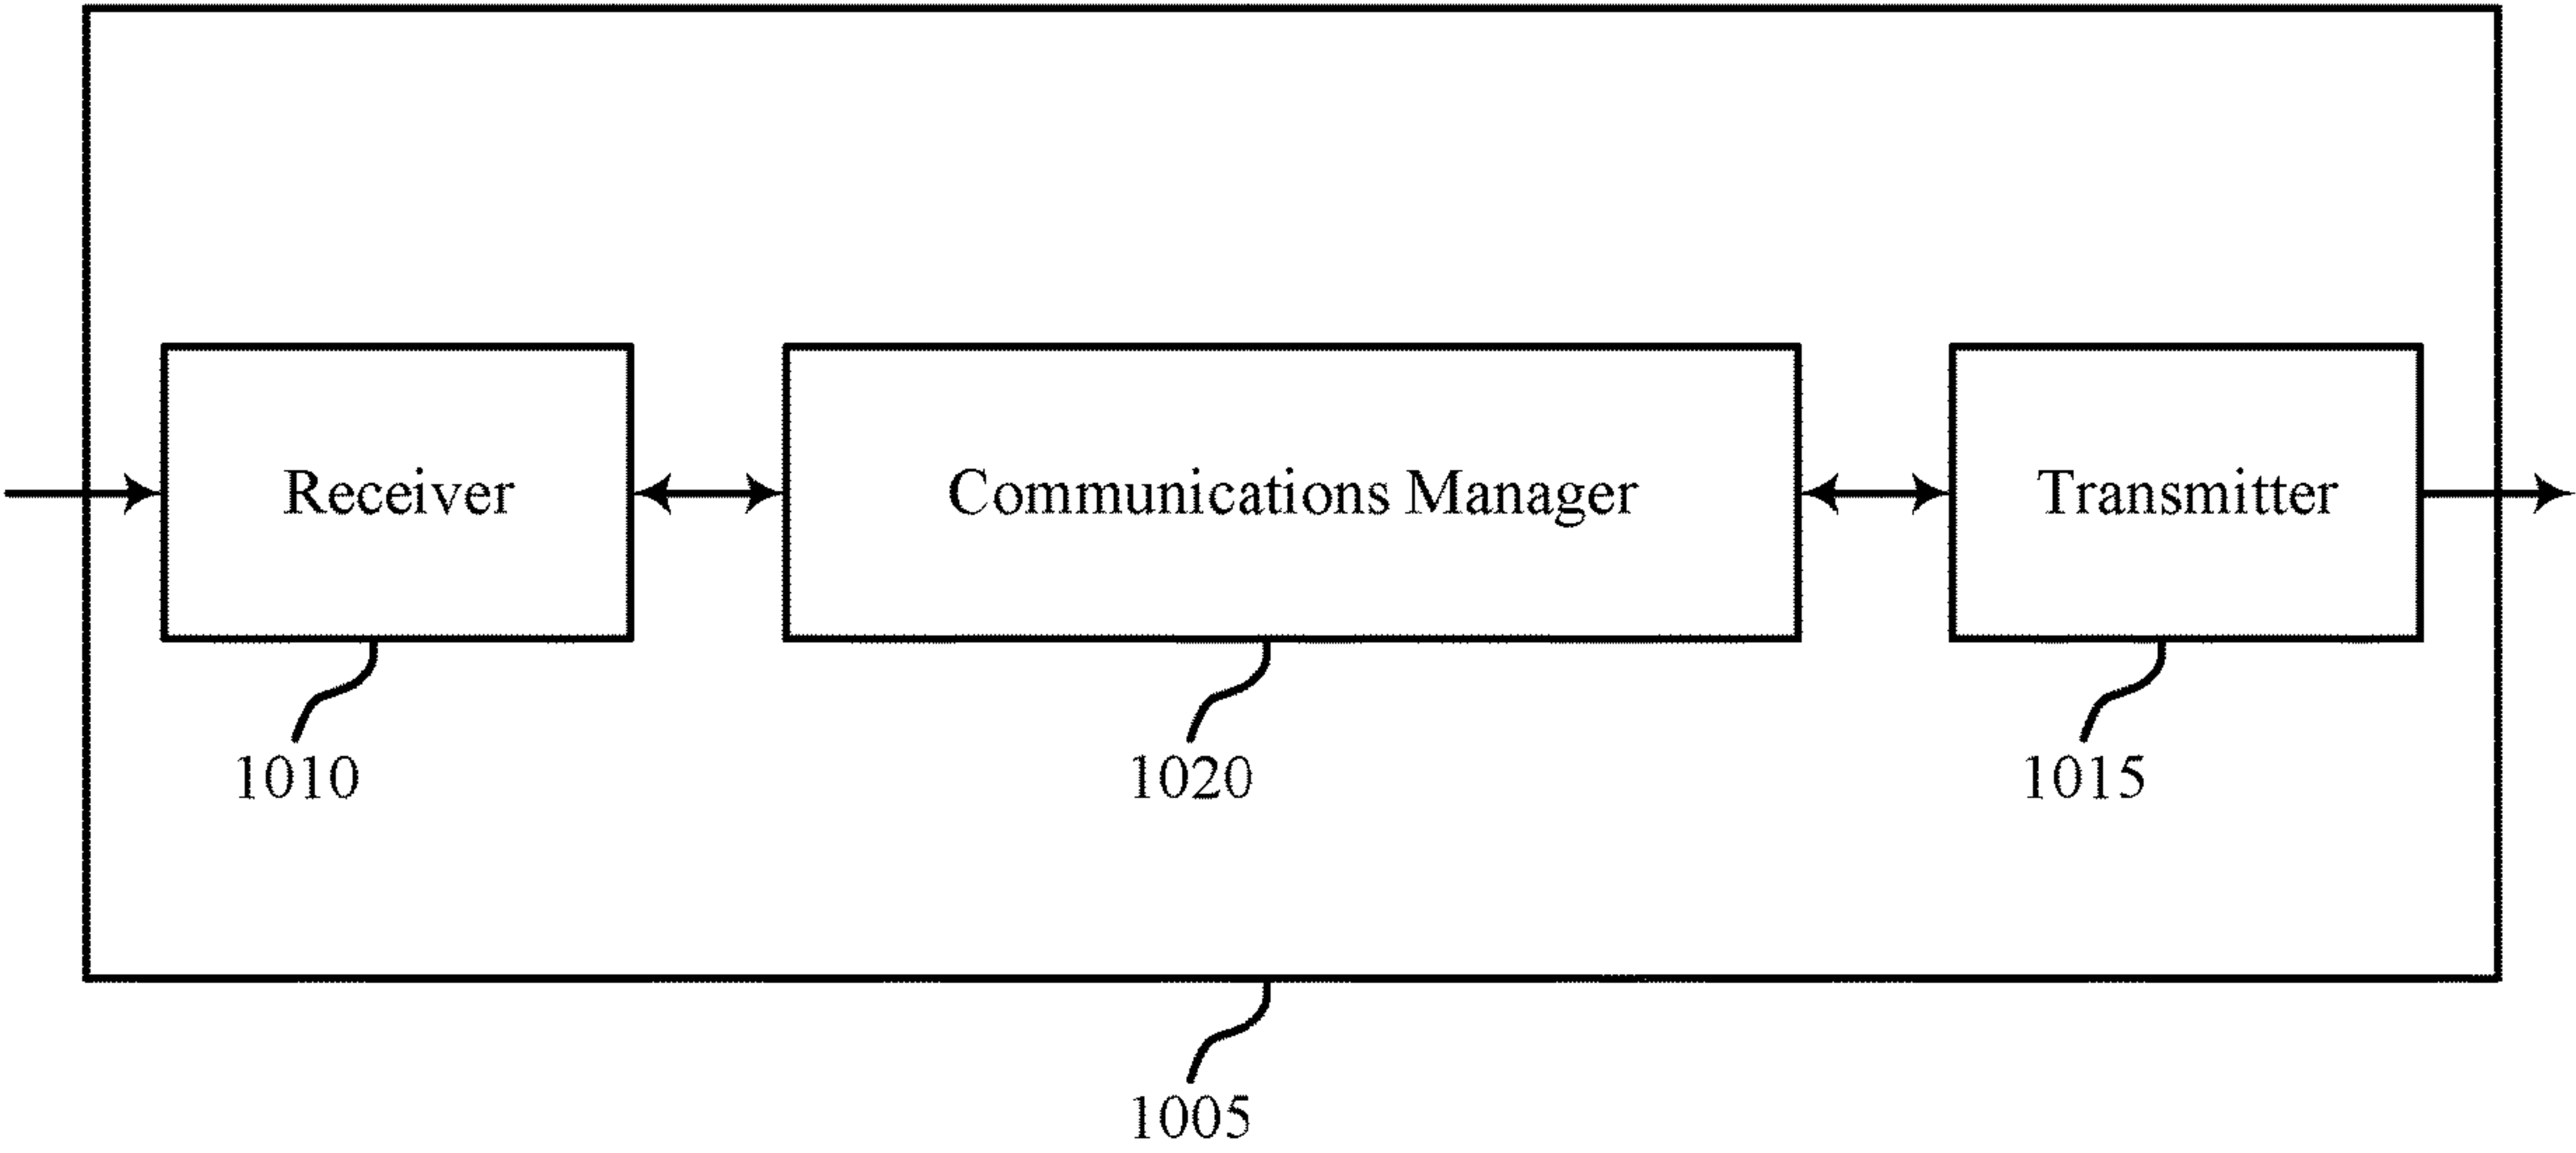 Receiver
Communications Manager
Transmitter
1010
1020
1015
1005